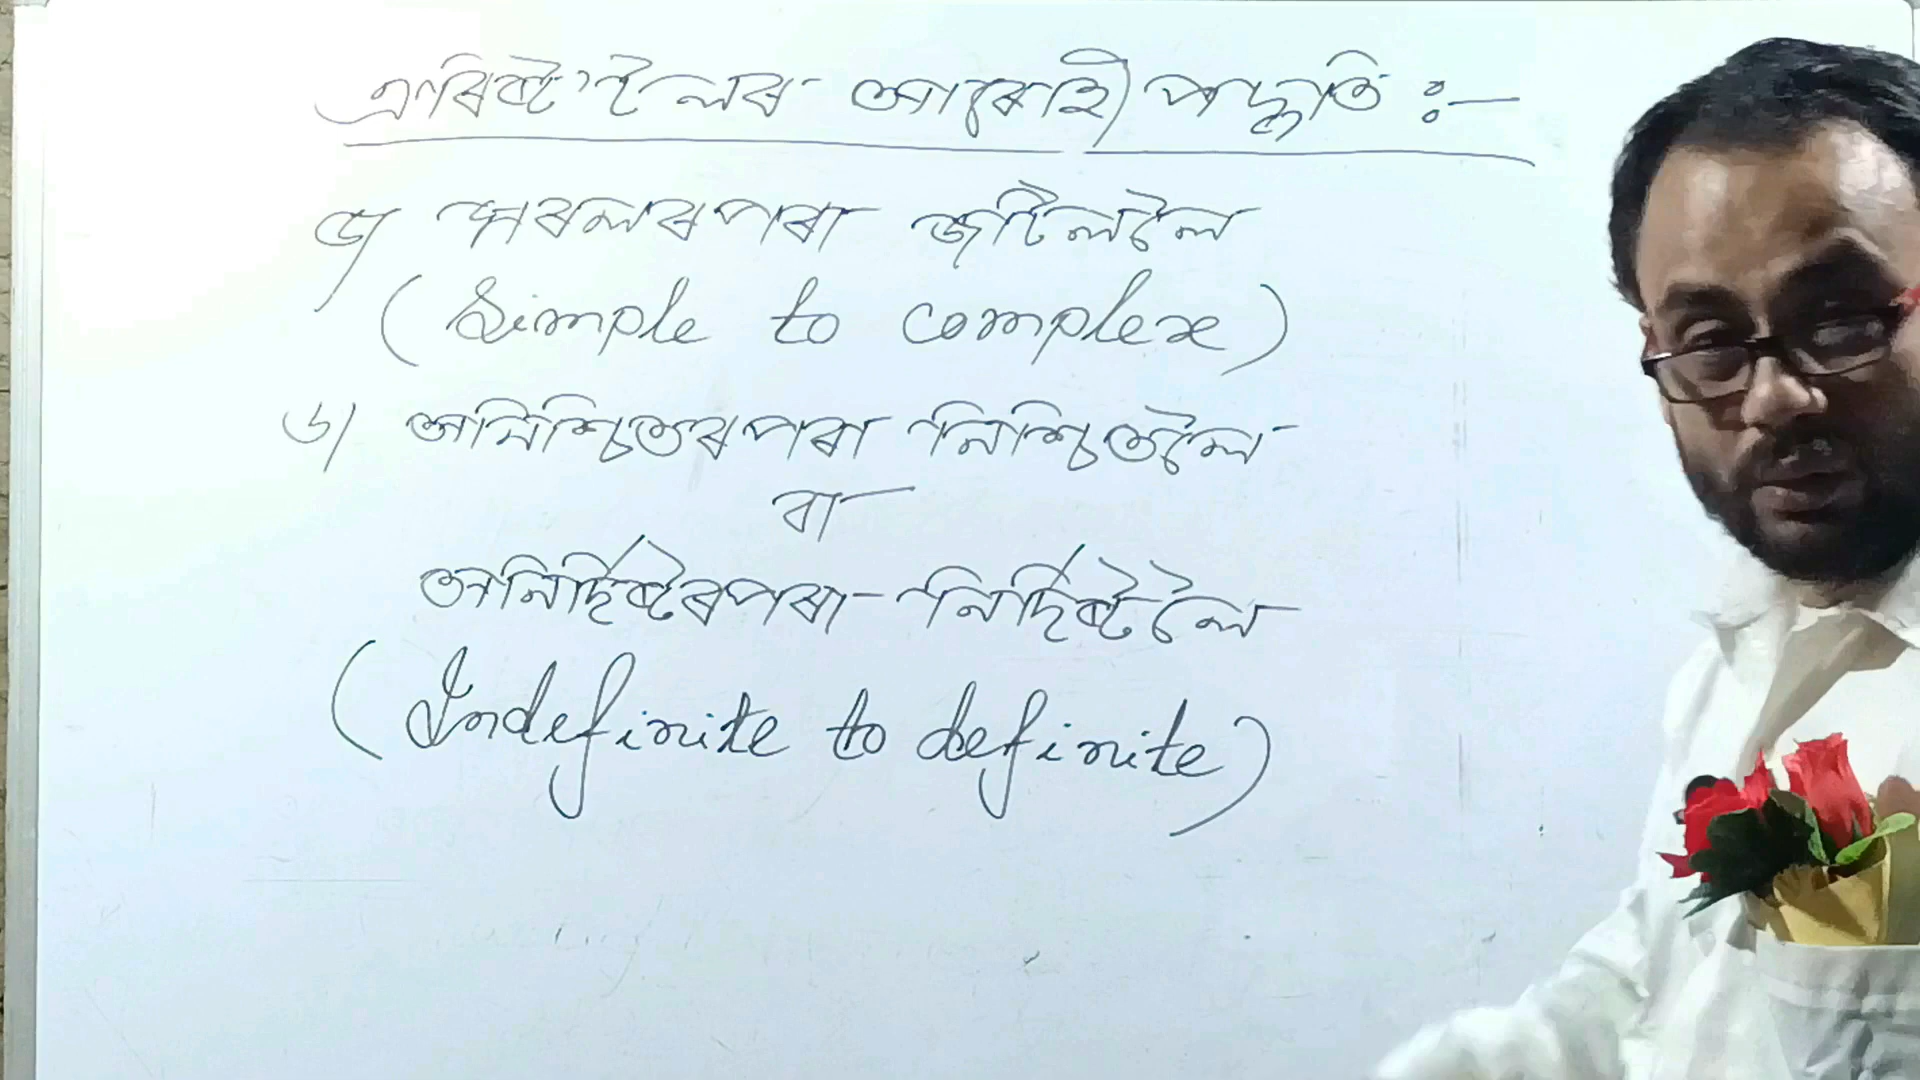 এৰিষ্ট'টলৰ আৰোহী পদ্ধতি :—
৫) সৰলৰপৰা জটিললৈ
(Simple to complex)
৬) অনিশ্চিতৰপৰা নিশ্চিতলৈ
বা
অনিৰ্দিষ্টৰপৰা নিৰ্দিষ্টলৈ
(Indefinite to definite)